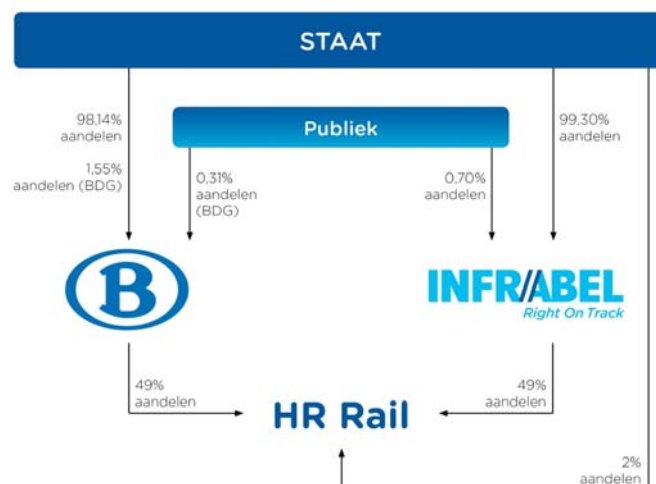 STAAT
98,14%
aandelen
1,55%
aandelen (BDG)
Publiek
0,31%
aandelen
(BDG)
0,70%
aandelen
99,30%
aandelen
B
INFRABEL
Right On Track
49%
aandelen
HR Rail
49%
aandelen
2%
aandelen